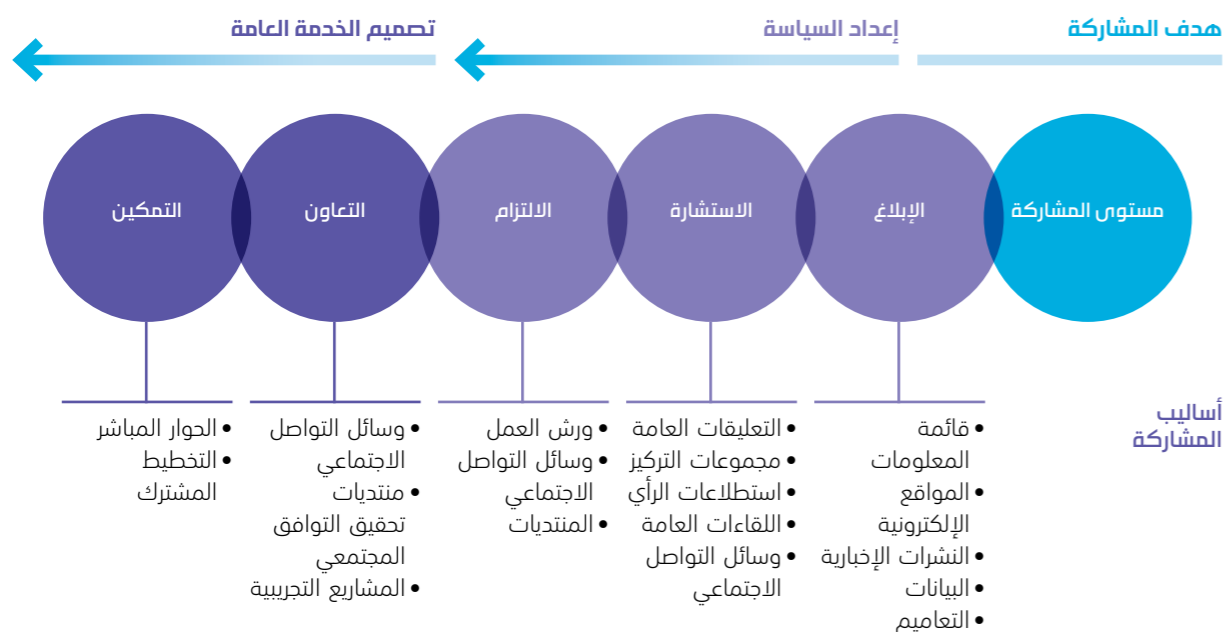 هدف المشاركة
إعداد السياسة
تصميم الخدمة العامة
مستوى المشاركة
الإبلاغ
الاستشارة
الالتزام
التعاون
التمكين
أساليب
المشاركة
• قائمة
المعلومات
• المواقع
الإلكترونية
• النشرات الإخبارية
• البيانات
• التعاميم
• التعليقات العامة
• مجموعات التركيز
• استطلاعات الرأي
• اللقاءات العامة
• وسائل التواصل
الاجتماعي
• ورش العمل
• وسائل التواصل
الاجتماعي
• المنتديات
• وسائل التواصل
الاجتماعي
• منتديات
تحقيق التوافق
المجتمعي
• المشاريع التجريبية
• الحوار المباشر
• التخطيط
المشترك